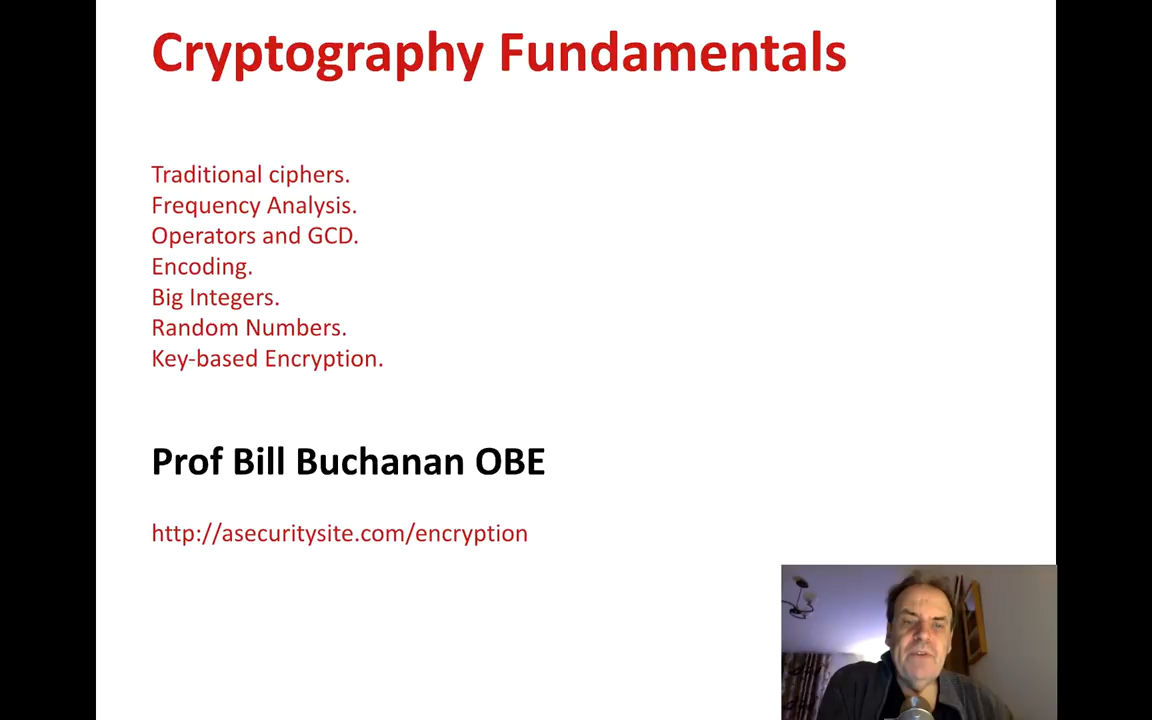 Cryptography Fundamentals
Traditional ciphers.
Frequency Analysis.
Operators and GCD.
Encoding.
Big Integers.
Random Numbers.
Key-based Encryption.
Prof Bill Buchanan OBE
http://asecuritysite.com/encryption